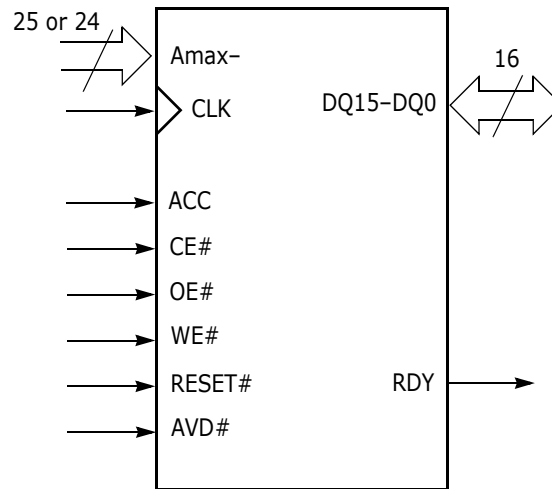 25 or 24
16
Amax–
CLK
DQ15–DQ0
ACC
CE#
OE#
WE#
RESET#
RDY
AVD#